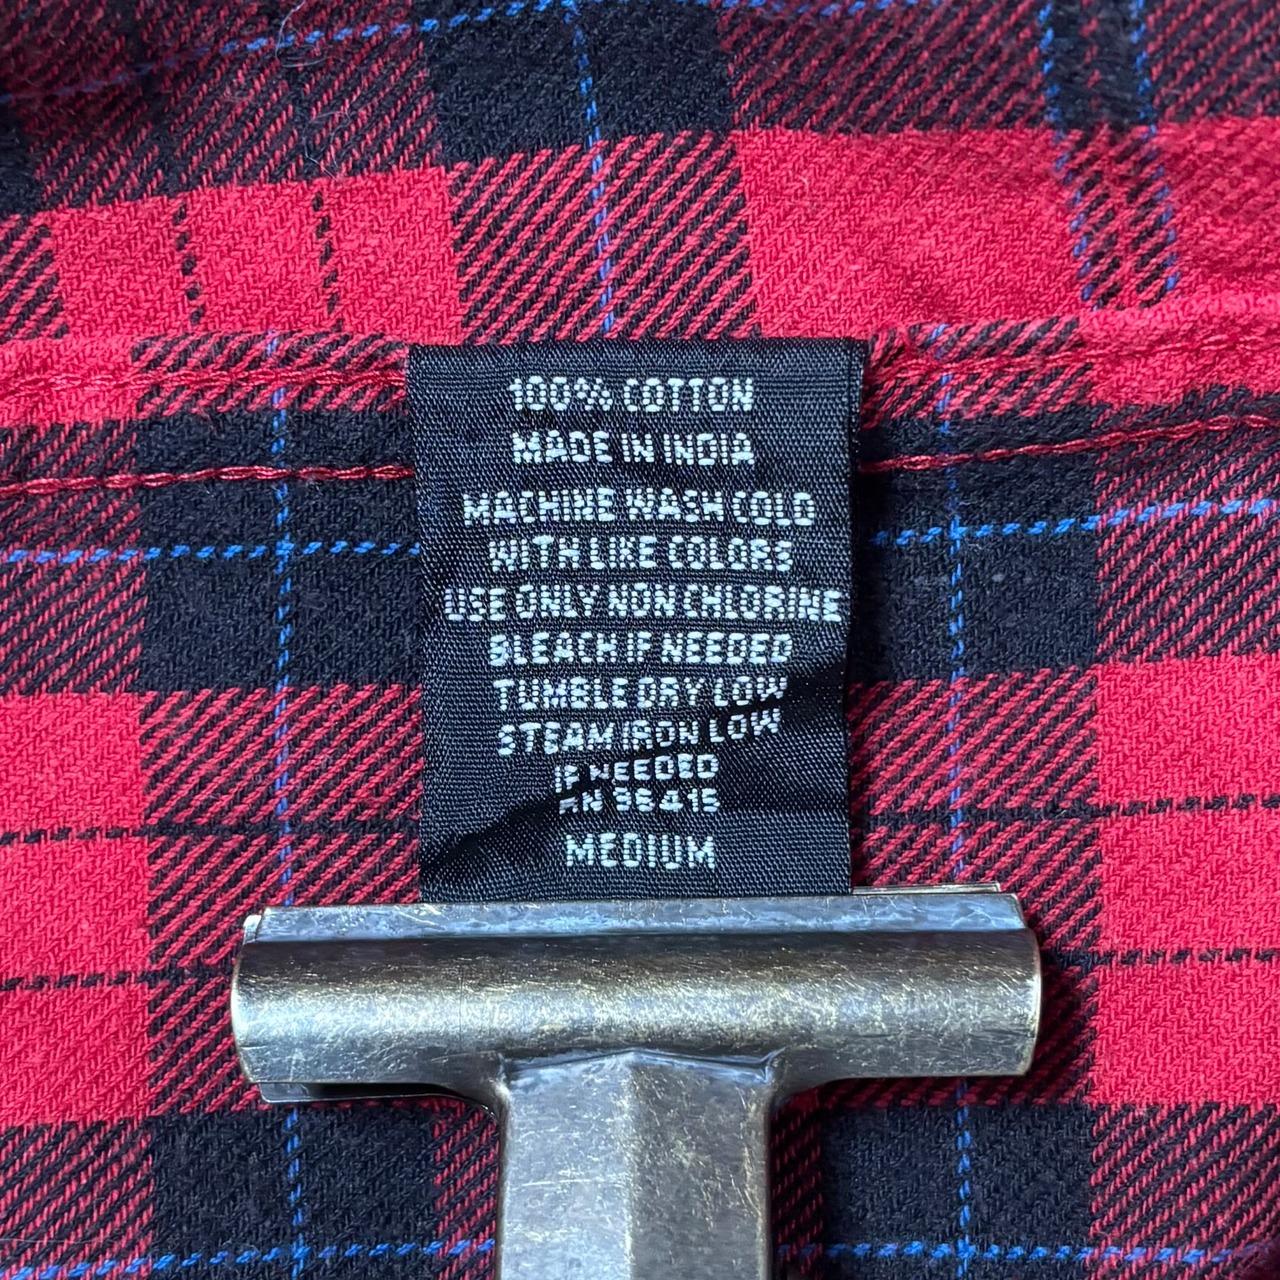 100% COTTON
MADE IN INDIA
MACHINE WASH COLD
WITH LIKE COLORS
USE ONLY NON CHLORINE
BLEACH IF NEEDED
TUMBLE DRY LOW
STEAM IRON LOW
IF NEEDED
RN 96416
MEDIUM